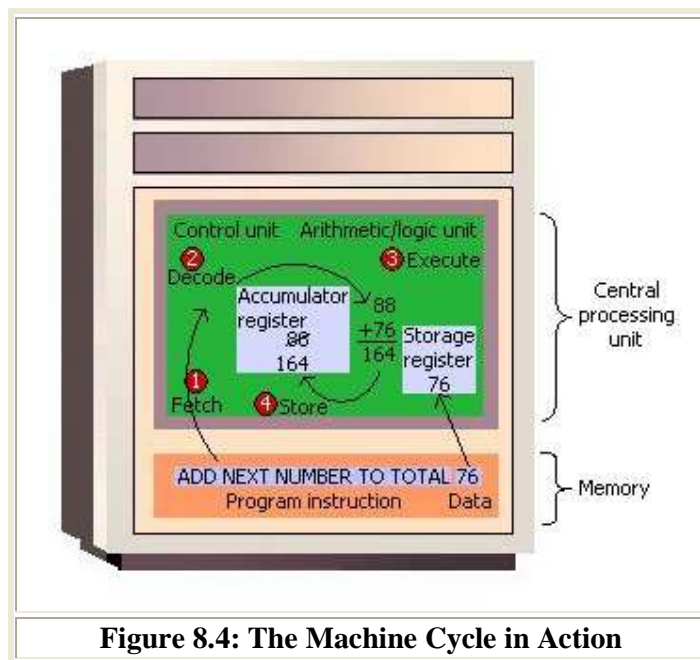 Control unit Arithmetic/logic unit
2 3
Decode Execute
Accumulator
register
88
164
88
+76
164
Storage
register
76
1
Fetch
4 Store
Central
processing
unit
ADD NEXT NUMBER TO TOTAL 76
Program instruction Data
Memory
Figure 8.4: The Machine Cycle in Action